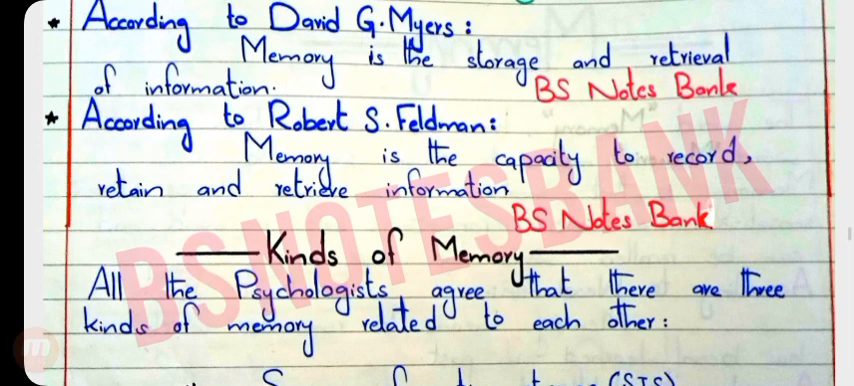 * According to David G. Myers :
Memory is the storage and retrieval
of information.
BS Notes Bank
* According to Robert S. Feldman :
Memory is the capacity to record,
retain and retrieve information
BS Notes Bank
BSNOTESBANK
Kinds of Memory
All the Psychologists agree that there are three
kinds of memory related to each other :
(STS)